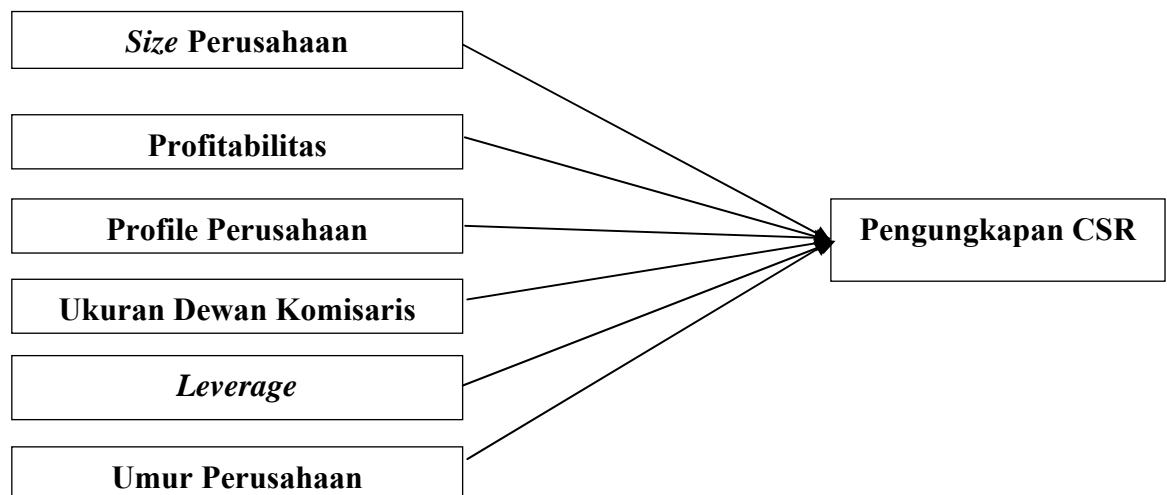 Size Perusahaan
Profitabilitas
Profile Perusahaan
Pengungkapan CSR
Ukuran Dewan Komisaris
Leverage
Umur Perusahaan